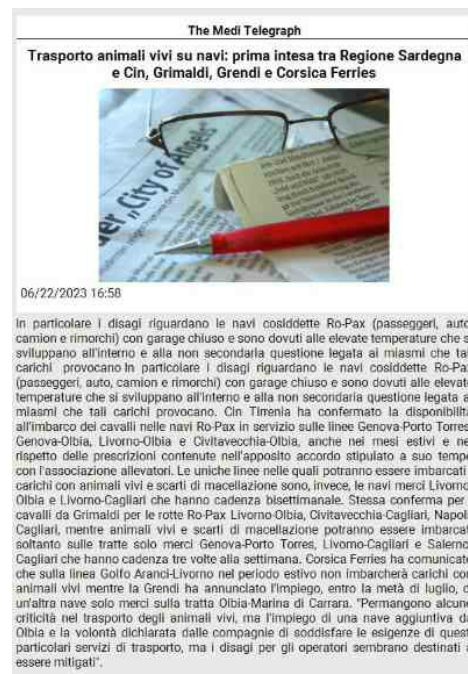 The Medi Telegraph
Trasporto animali vivi su navi: prima intesa tra Regione Sardegna
e Cin, Grimaldi, Grendi e Corsica Ferries
der „City of Angels"
06/22/2023 16:58
In particolare i disagi riguardano le navi cosiddette Ro-Pax (passeggeri, auto,
camion e rimorchi) con garage chiuso e sono dovuti alle elevate temperature che s
sviluppano all'interno e alla non secondaria questione legata ai miasmi che tal
carichi provocano In particolare i disagi riguardano le navi cosiddette Ro-Pax
(passeggeri, auto, camion e rimorchi) con garage chiuso e sono dovuti alle elevate
temperature che si sviluppano all'interno e alla non secondaria questione legata a
miasmi che tali carichi provocano. Cin Tirrenia ha confermato la disponibilità
all'imbarco dei cavalli nelle navi Ro-Pax in servizio sulle linee Genova-Porto Torres,
Genova-Olbia, Livorno-Olbia e Civitavecchia-Olbia, anche nei mesi estivi e ne
rispetto delle prescrizioni contenute nell'apposito accordo stipulato a suo tempo
con l'associazione allevatori. Le uniche linee nelle quali potranno essere imbarcati
carichi con animali vivi e scarti di macellazione sono, invece, le navi merci Livorno-
Olbia e Livorno-Cagliari che hanno cadenza bisettimanale. Stessa conferma per
cavalli da Grimaldi per le rotte Ro-Pax Livorno-Olbia, Civitavecchia-Cagliari, Napoli-
Cagliari, mentre animali vivi e scarti di macellazione potranno essere imbarcat
soltanto sulle tratte solo merci Genova-Porto Torres, Livorno-Cagliari e Salerno-
Cagliari che hanno cadenza tre volte alla settimana. Corsica Ferries ha comunicato
che sulla linea Golfo Aranci-Livorno nel periodo estivo non imbarcherà carichi con
animali vivi mentre la Grendi ha annunciato l'impiego, entro la metà di luglio, d
un'altra nave solo merci sulla tratta Olbia-Marina di Carrara. "Permangono alcune
criticità nel trasporto degli animali vivi, ma l'impiego di una nave aggiuntiva da
Olbia e la volontà dichiarata dalle compagnie di soddisfare le esigenze di quest
particolari servizi di trasporto, ma i disagi per gli operatori sembrano destinati a
essere mitigati".